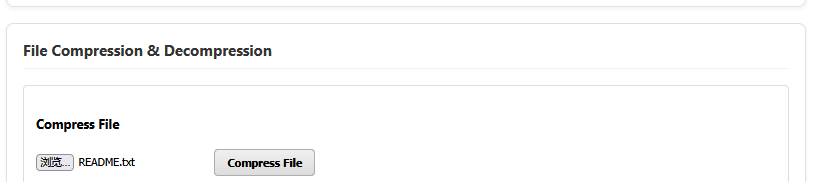 File Compression & Decompression
Compress File
浏览... README.txt Compress File